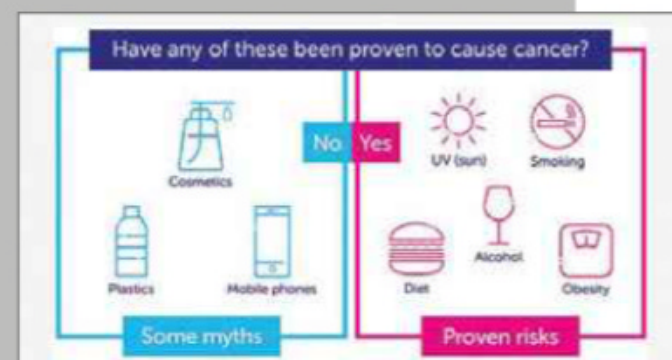 Have any of these been proven to cause cancer?
No Yes
Cosmetics
Plastics
Mobile phones
Some myths
UV (sun)
Smoking
Alcohol
Diet
Obesity
Proven risks